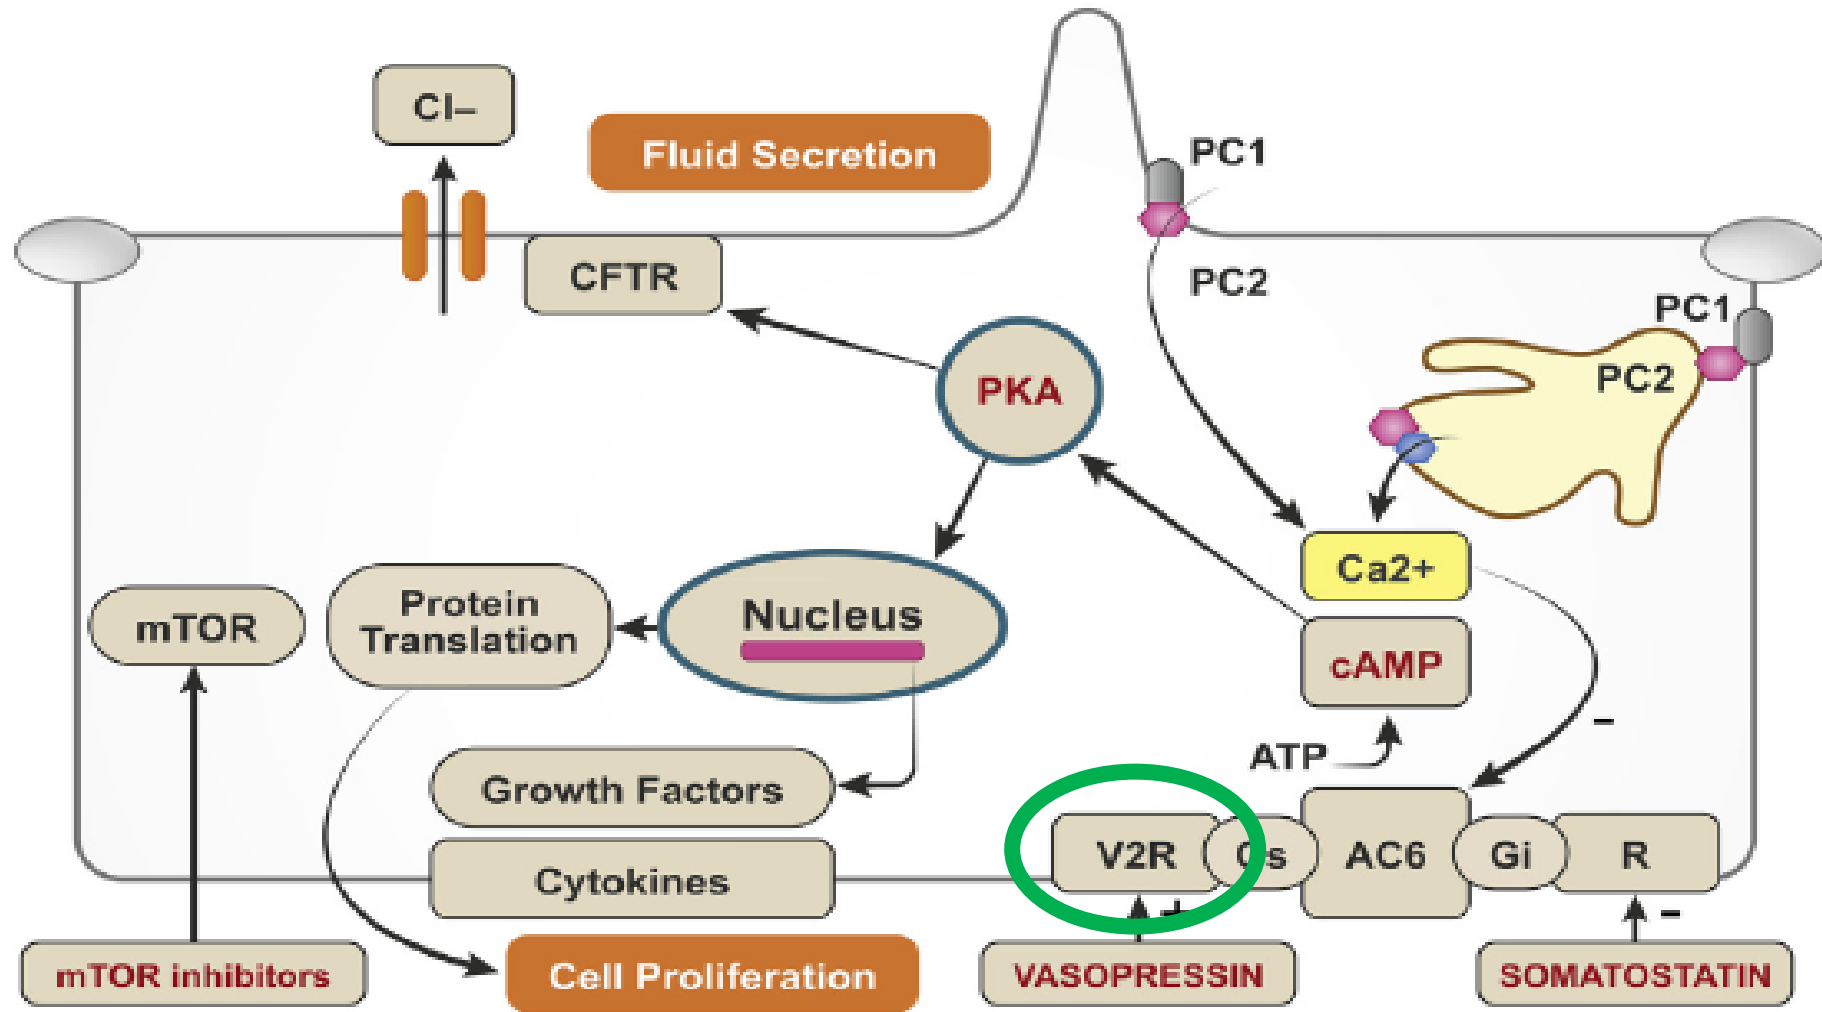 Cl–
Fluid Secretion
PC1
CFTR
PC2
PC1
PKA
PC2
Ca2+
Protein
Translation
Nucleus
mTOR
cAMP
–
ATP
Growth Factors
V2R
Gs
AC6
Gi
R
Cytokines
+
–
mTOR inhibitors
Cell Proliferation
VASOPRESSIN
SOMATOSTATIN